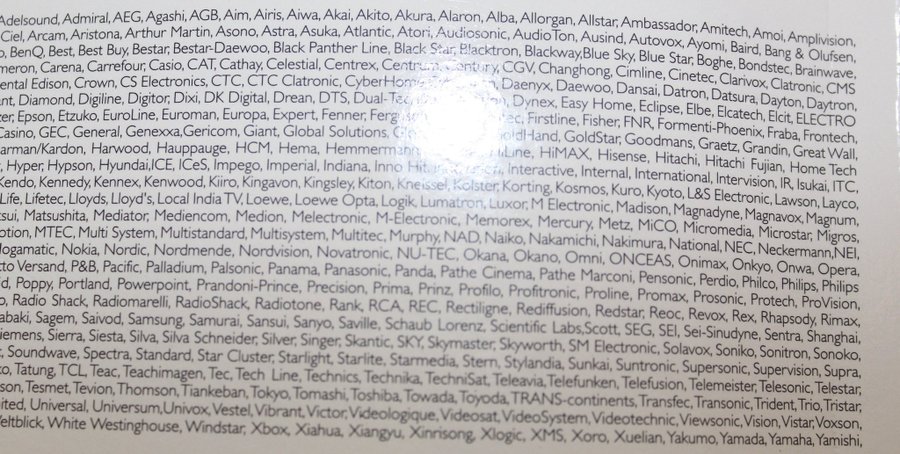 Adelsound, Admiral, AEG, Agashi, AGB, Aim, Airis, Aiwa, Akai, Akito, Akura, Alaron, Alba, Allorgan, Allstar, Ambassador, Amitech, Amoi, Amplivision,
Ciel, Arcam, Aristona, Arthur Martin, Asono, Astra, Asuka, Atlantic, Atori, Audiosonic, AudioTon, Ausind, Autovox, Ayomi, Baird, Bang & Olufsen,
BenQ, Best, Best Buy, Bestar, Bestar-Daewoo, Black Panther Line, Black Star, Blacktron, Blackway, Blue Sky, Blue Star, Boghe, Bondstec, Brainwave,
Carena, Carrefour, Casio, CAT, Cathay, Celestial, Centrex, Centrum, Century, CGV, Changhong, Cimline, Cinetec, Clarivox, Clatronic, CMS
Edison, Crown, CS Electronics, CTC, CTC Clatronic, CyberHome, Daenyx, Daewoo, Dansai, Datron, Datsura, Dayton, Daytron,
Diamond, Digiline, Digitor, Dixi, DK Digital, Drean, DTS, Dual-Tec, Dynex, Easy Home, Eclipse, Elbe, Elcatech, Elcit, ELECTRO
Epson, Etzuko, EuroLine, Euroman, Europa, Expert, Fenner, Firstline, Fisher, FNR, Formenti-Phoenix, Fraba, Frontech,
Casino, GEC, General, Genexxa, Gericom, Giant, Global Solutions, GoldHand, GoldStar, Goodmans, Graetz, Grandin, Great Wall,
Harwood, Hauppauge, HCM, Hema, Hemmermann, HiLine, HiMAX, Hisense, Hitachi, Hitachi Fujian, Home Tech
Hyper, Hypson, Hyundai, ICE, ICeS, Impego, Imperial, Indiana, Inno Hit, Interactive, Internal, International, Intervision, IR, Isukai, ITC,
Kendo, Kennedy, Kennex, Kenwood, Kiiro, Kingavon, Kingsley, Kiton, Kneissel, Kolster, Korting, Kosmos, Kuro, Kyoto, L&S Electronic, Lawson, Layco,
Life, Lifetec, Lloyds, Lloyd's, Local India TV, Loewe, Loewe Opta, Logik, Lumatron, Luxor, M Electronic, Madison, Magnadyne, Magnavox, Magnum,
Matsushita, Mediator, Mediencom, Medion, Melectronic, M-Electronic, Memorex, Mercury, Metz, MiCO, Micromedia, Microstar, Migros,
MTEC, Multi System, Multistandard, Multisystem, Multitec, Murphy, NAD, Naiko, Nakamichi, Nakimura, National, NEC, Neckermann, NEI,
Nogamatic, Nokia, Nordic, Nordmende, Nordvision, Novatronic, NU-TEC, Okana, Okano, Omni, ONCEAS, Onimax, Onkyo, Onwa, Opera,
Otto Versand, P&B, Pacific, Palladium, Palsonic, Panama, Panasonic, Panda, Pathe Cinema, Pathe Marconi, Pensonic, Perdio, Philco, Philips, Philips
Poppy, Portland, Powerpoint, Prandoni-Prince, Precision, Prima, Prinz, Profilo, Profitronic, Proline, Promax, Prosonic, Protech, ProVision,
Radio Shack, Radiomarelli, RadioShack, Radiotone, Rank, RCA, REC, Rectiligne, Rediffusion, Redstar, Reoc, Revox, Rex, Rhapsody, Rimax,
Sagem, Saivod, Samsung, Samurai, Sansui, Sanyo, Saville, Schaub Lorenz, Scientific Labs, Scott, SEG, SEI, Sei-Sinudyne, Sentra, Shanghai,
Siemens, Sierra, Siesta, Silva, Silva Schneider, Silver, Singer, Skantic, SKY, Skymaster, Skyworth, SM Electronic, Solavox, Soniko, Sonitron, Sonoko,
Soundwave, Spectra, Standard, Star Cluster, Starlight, Starlite, Starmedia, Stern, Stylandia, Sunkai, Suntronic, Supersonic, Supervision, Supra,
Tatung, TCL, Teac, Teachimagen, Tec, Tech Line, Technics, Technika, TechniSat, Teleavia, Telefunken, Telefusion, Telemeister, Telesonic, Telestar,
Tesmet, Tevion, Thomson, Tiankeban, Tokyo, Tomashi, Toshiba, Towada, Toyoda, TRANS-continents, Transfec, Transonic, Trident, Trio, Tristar,
Universal, Universum, Univox, Vestel, Vibrant, Victor, Videologique, Videosat, VideoSystem, Videotechnic, Viewsonic, Vision, Vistar, Voxson,
Weltblick, White Westinghouse, Windstar, Xbox, Xiahua, Xiangyu, Xinrisong, Xlogic, XMS, Xoro, Xuelian, Yakumo, Yamada, Yamaha, Yamishi,